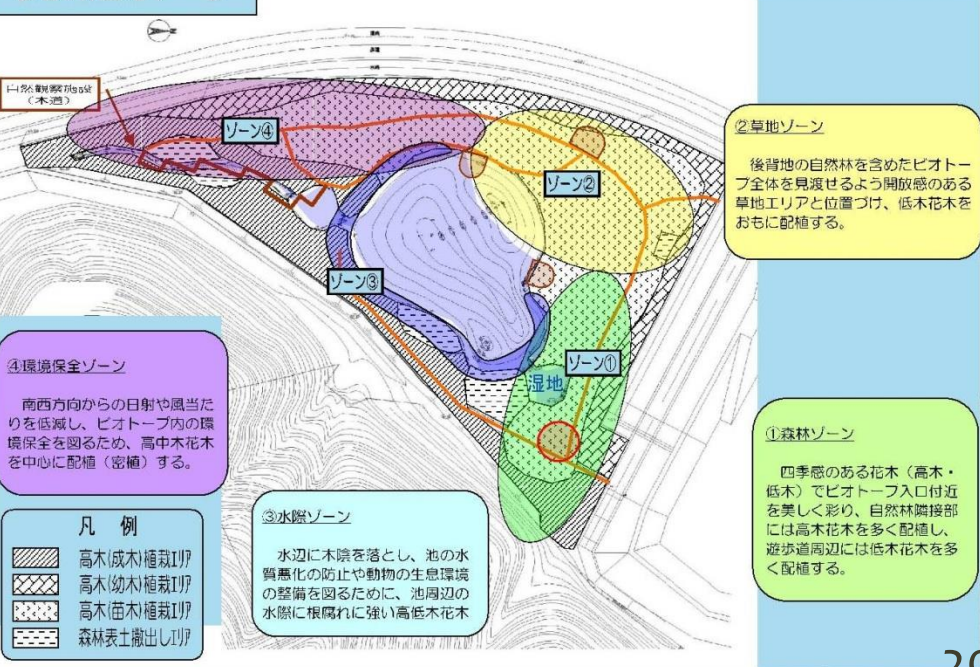 自然観察施設
（木道）
ゾーン④
ゾーン②
ゾーン③
ゾーン①
湿地
②草地ゾーン
後背地の自然林を含めたビオトー
プ全体を見渡せるよう開放感のある
草地エリアと位置づけ、低木花木を
おもに配植する。
④環境保全ゾーン
南西方向からの日射や風当た
りを低減し、ビオトープ内の環
境保全を図るため、高中木花木
を中心に配植（密植）する。
①森林ゾーン
四季感のある花木（高木・
低木）でビオトープ入口付近
を美しく彩り、自然林隣接部
には高木花木を多く配植し、
遊歩道周辺には低木花木を多
く配植する。
③水際ゾーン
水辺に木陰を落とし、池の水
質悪化の防止や動物の生息環境
の整備を図るために、池周辺の
水際に根腐れに強い高低木花木
凡 例
高木(成木)植栽エリア
高木(幼木)植栽エリア
高木(苗木)植栽エリア
森林表土撒出しエリア